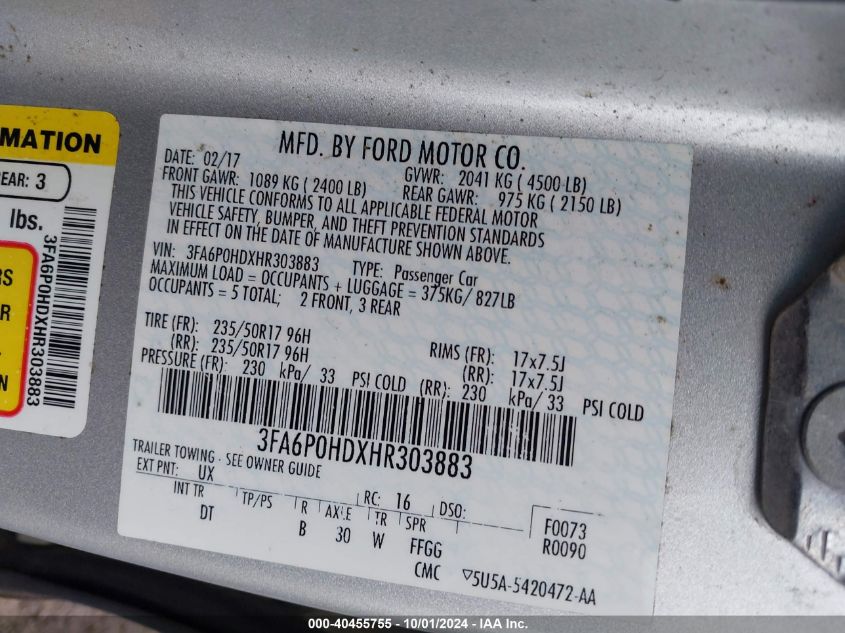 MATION
EAR: 3
lbs.
3FA6P0HDXHR303883
RS
R
N
MFD. BY FORD MOTOR CO.
DATE: 02/17 GVWR: 2041 KG ( 4500 LB)
FRONT GAWR: 1089 KG ( 2400 LB) REAR GAWR: 975 KG ( 2150 LB)
THIS VEHICLE CONFORMS TO ALL APPLICABLE FEDERAL MOTOR
VEHICLE SAFETY, BUMPER, AND THEFT PREVENTION STANDARDS
IN EFFECT ON THE DATE OF MANUFACTURE SHOWN ABOVE.
VIN: 3FA6P0HDXHR303883 TYPE: Passenger Car
MAXIMUM LOAD = OCCUPANTS + LUGGAGE = 375KG/ 827LB
OCCUPANTS = 5 TOTAL; 2 FRONT, 3 REAR
TIRE (FR): 235/50R17 96H RIMS (FR): 17x7.5J
(RR): 235/50R17 96H (RR): 17x7.5J
PRESSURE (FR): 230 kPa/ 33 PSI COLD (RR): 230 kPa/ 33 PSI COLD
3FA6P0HDXHR303883
TRAILER TOWING - SEE OWNER GUIDE
EXT PNT: UX RC: 16 DSO: F0073
INT TR TP/PS R AXLE TR SPR R0090
DT B 30 W FFGG
CMC ▽5U5A-5420472-AA
000-40455755 - 10/01/2024 - IAA Inc.